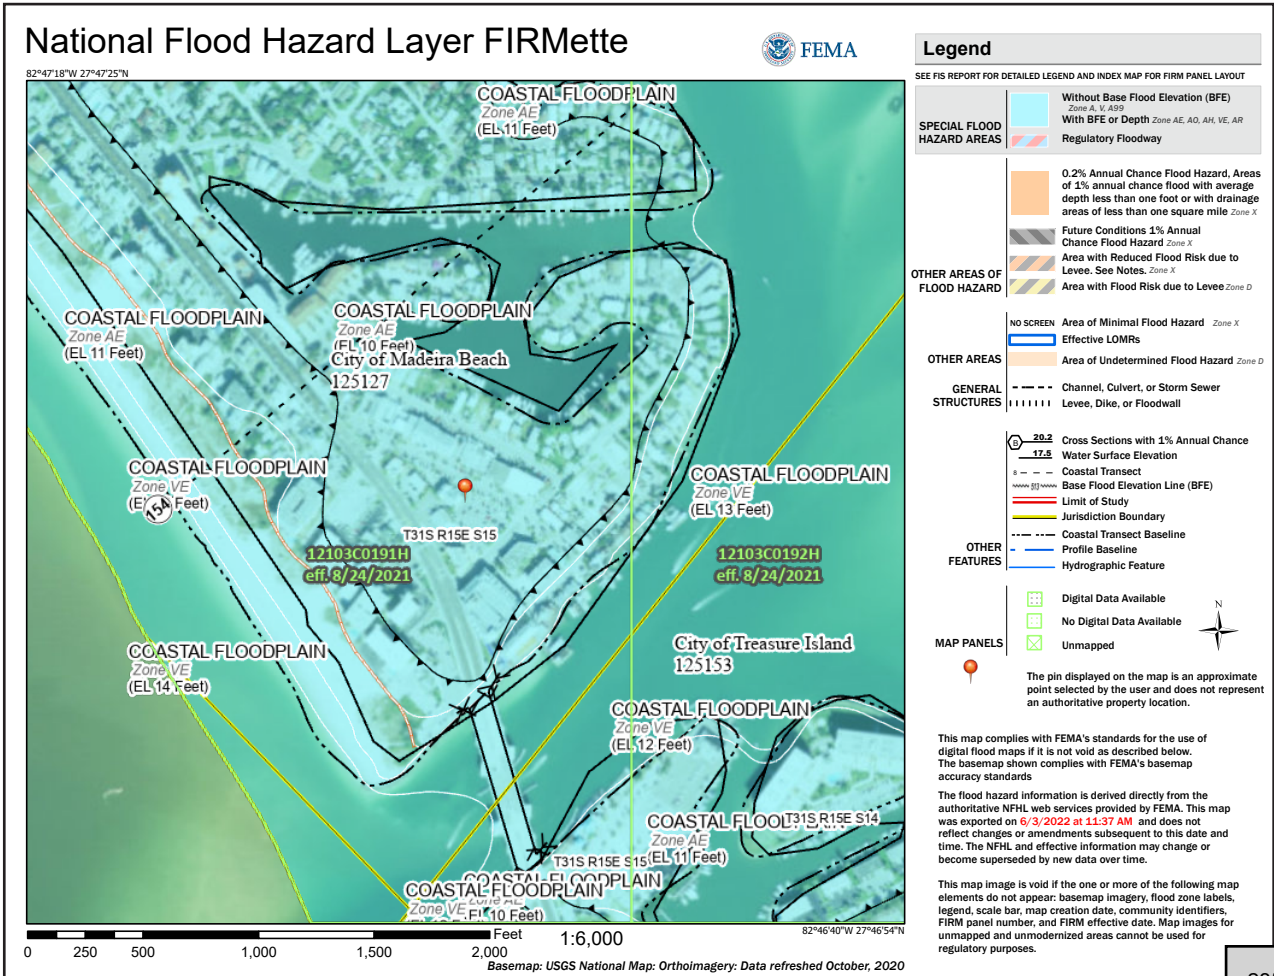 National Flood Hazard Layer FIRMette
FEMA
82°47'18"W 27°47'25"N
COASTAL FLOODPLAIN
Zone AE
(EL 11 Feet)
COASTAL FLOODPLAIN
Zone AE
(EL 11 Feet)
COASTAL FLOODPLAIN
Zone AE
(EL 10 Feet)
City of Madeira Beach
125127
COASTAL FLOODPLAIN
Zone VE
Feet)
154
COASTAL FLOODPLAIN
Zone VE
(EL 13 Feet)
T31S R15E S15
12103C0191H
eff. 8/24/2021
12103C0192H
eff. 8/24/2021
COASTAL FLOODPLAIN
Zone VE
(EL 14 Feet)
City of Treasure Island
125153
COASTAL FLOODPLAIN
Zone VE
(EL 12 Feet)
COASTAL
T31S R15E S14
Zone AE
(EL 11 Feet)
T31S R15E S15
COASTAL FLOODPLAIN
COASTAL FLOODPLAIN
Zone VE
10 Feet)
0 250 500 1,000 1,500 2,000
Feet
1:6,000
82°46'40"W 27°46'54"N
Basemap: USGS National Map: Orthoimagery: Data refreshed October, 2020
Legend
SEE FIS REPORT FOR DETAILED LEGEND AND INDEX MAP FOR FIRM PANEL LAYOUT
SPECIAL FLOOD
HAZARD AREAS
Without Base Flood Elevation (BFE)
Zone A, V, A99
With BFE or Depth Zone AE, AO, AH, VE, AR
Regulatory Floodway
0.2% Annual Chance Flood Hazard, Areas
of 1% annual chance flood with average
depth less than one foot or with drainage
areas of less than one square mile Zone X
Future Conditions 1% Annual
Chance Flood Hazard Zone X
Area with Reduced Flood Risk due to
Levee. See Notes. Zone X
Area with Flood Risk due to Levee Zone D
OTHER AREAS OF
FLOOD HAZARD
NO SCREEN Area of Minimal Flood Hazard Zone X
Effective LOMRs
OTHER AREAS
Area of Undetermined Flood Hazard Zone D
GENERAL
STRUCTURES
Channel, Culvert, or Storm Sewer
Levee, Dike, or Floodwall
B 20.2 Cross Sections with 1% Annual Chance
17.5 Water Surface Elevation
8 Coastal Transect
513 Base Flood Elevation Line (BFE)
Limit of Study
Jurisdiction Boundary
Coastal Transect Baseline
OTHER
FEATURES
Profile Baseline
Hydrographic Feature
MAP PANELS
Digital Data Available
No Digital Data Available
Unmapped
N
The pin displayed on the map is an approximate
point selected by the user and does not represent
an authoritative property location.
This map complies with FEMA's standards for the use of
digital flood maps if it is not void as described below.
The basemap shown complies with FEMA's basemap
accuracy standards
The flood hazard information is derived directly from the
authoritative NFHL web services provided by FEMA. This map
was exported on 6/3/2022 at 11:37 AM and does not
reflect changes or amendments subsequent to this date and
time. The NFHL and effective information may change or
become superseded by new data over time.
This map image is void if the one or more of the following map
elements do not appear: basemap imagery, flood zone labels,
legend, scale bar, map creation date, community identifiers,
FIRM panel number, and FIRM effective date. Map images for
unmapped and unmodernized areas cannot be used for
regulatory purposes.